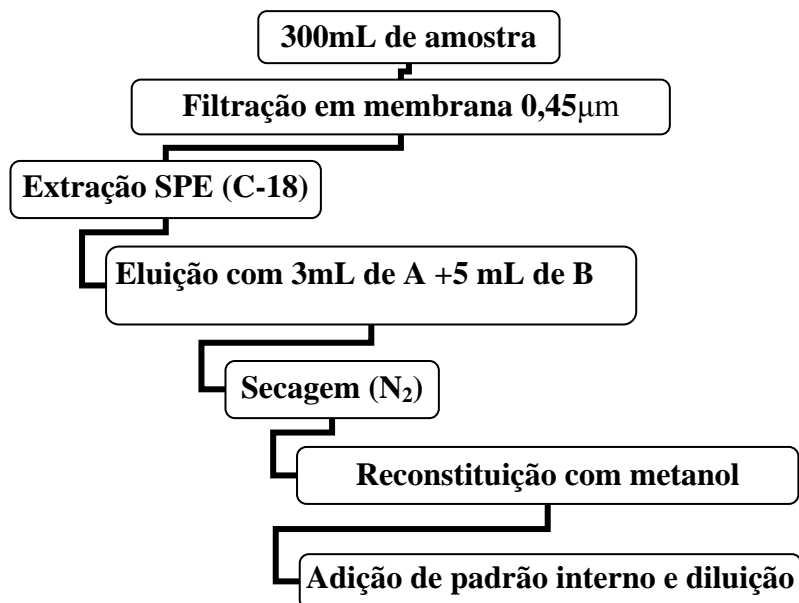 300mL de amostra
Filtração em membrana 0,45μm
Extração SPE (C-18)
Eluição com 3mL de A +5 mL de B
Secagem (N₂)
Reconstituição com metanol
Adição de padrão interno e diluição